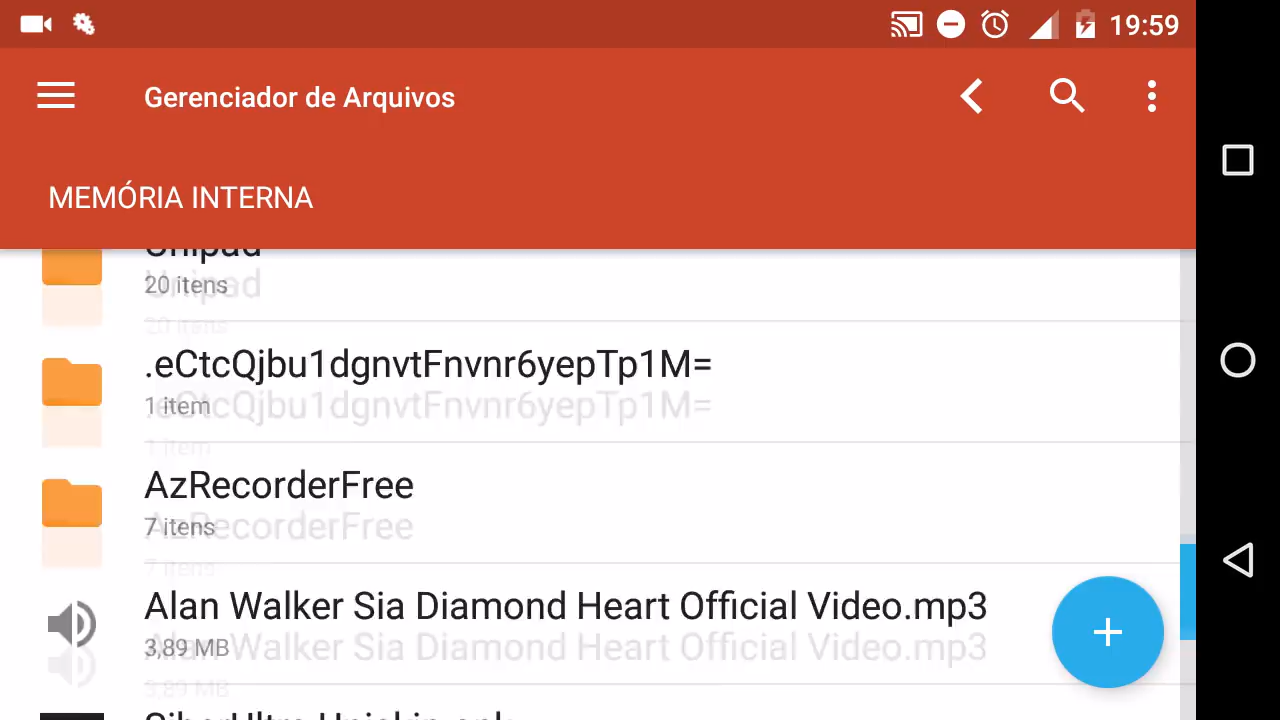 19:59
Gerenciador de Arquivos
MEMÓRIA INTERNA
Unipad
20 itens
.eCtcQjbu1dgnvtFnvnr6yepTp1M=
1 item
AzRecorderFree
7 itens
Alan Walker Sia Diamond Heart Official Video.mp3
3,89 MB